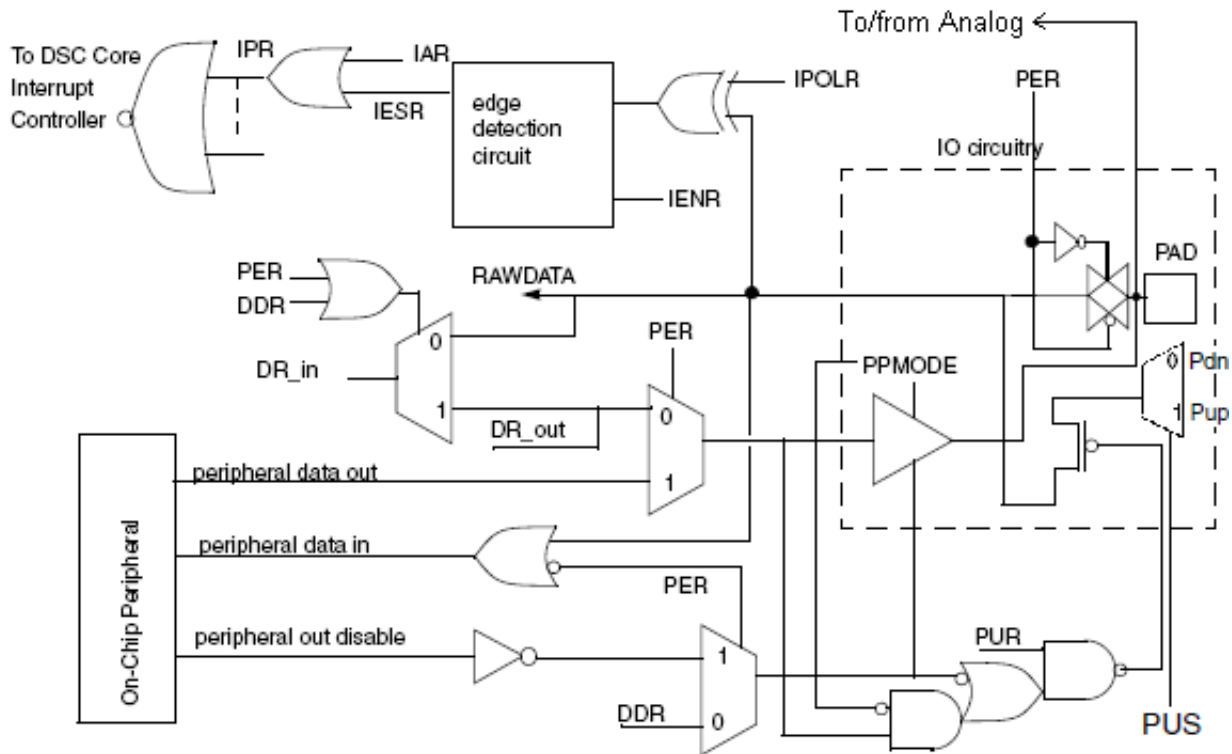 To/from Analog
To DSC Core
Interrupt
Controller
IPR
IAR
IESR
edge
detection
circuit
IPOLR
IENR
PER
IO circuitry
PAD
PER
DDR
RAWDATA
0
1
DR_in
DR_out
PER
0
1
PPMODE
0
Pdn
1
Pup
On-Chip Peripheral
peripheral data out
peripheral data in
PER
peripheral out disable
1
DDR
0
PUR
PUS